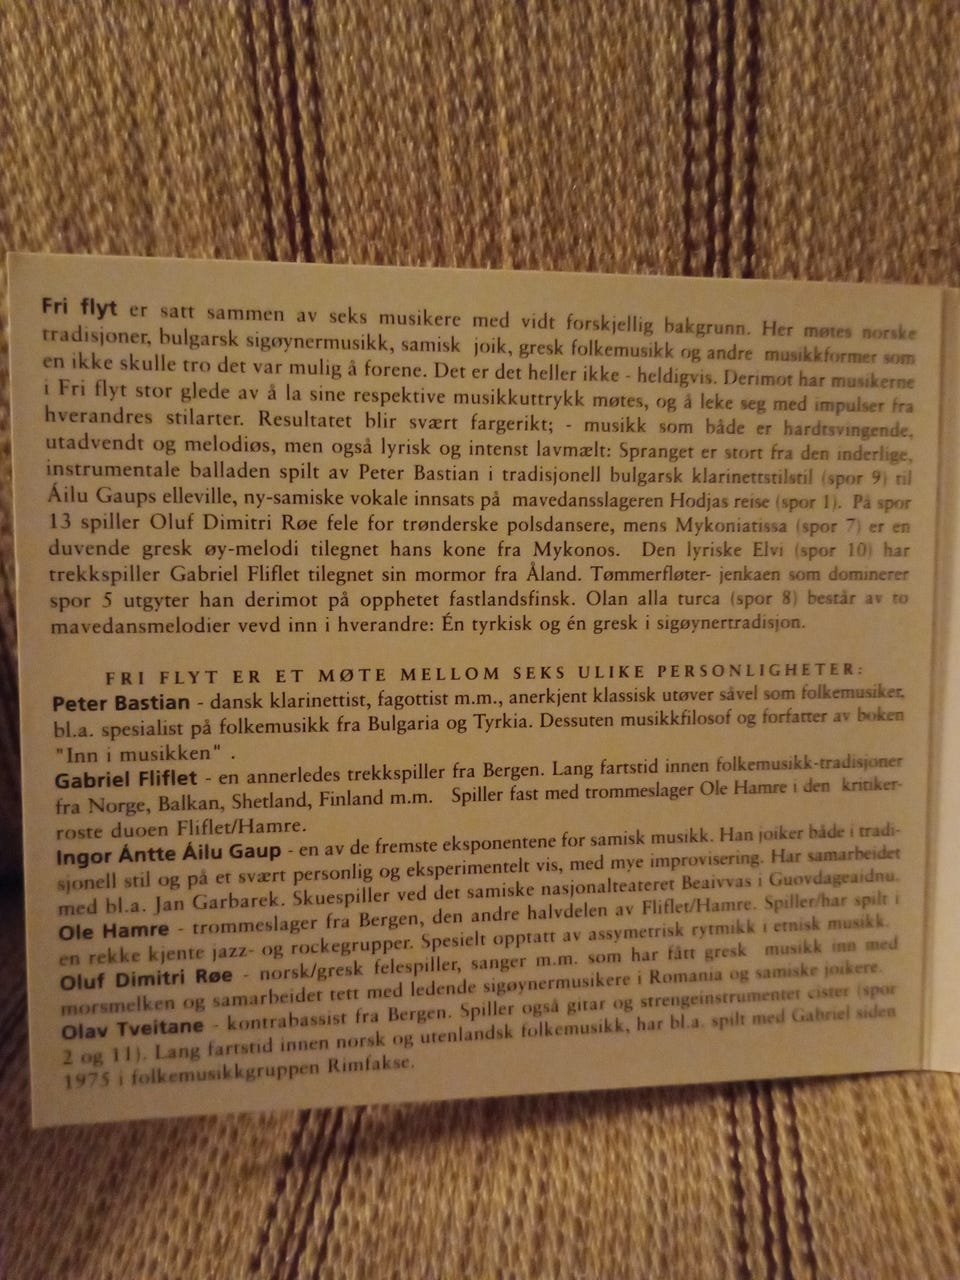 Fri flyt er satt sammen av seks musikere med vidt forskjellig bakgrunn. Her møtes norske
tradisjoner, bulgarsk sigøynermusikk, samisk joik, gresk folkemusikk og andre musikkformer som
en ikke skulle tro det var mulig å forene. Det er det heller ikke - heldigvis. Derimot har musikerne
i Fri flyt stor glede av å la sine respektive musikkuttrykk møtes, og å leke seg med impulser fra
hverandres stilarter. Resultatet blir svært fargerikt; - musikk som både er hardtsvingende,
utadvendt og melodiøs, men også lyrisk og intenst lavmælt: Spranget er stort fra den inderlige,
instrumentale balladen spilt av Peter Bastian i tradisjonell bulgarsk klarinettstilstil (spor 9) til
Áilu Gaups elleville, ny-samiske vokale innsats på mavedansslageren Hodjas reise (spor 1). På spor
13 spiller Oluf Dimitri Røe fele for trønderske polsdansere, mens Mykoniatissa (spor 7) er en
duvende gresk øy-melodi tilegnet hans kone fra Mykonos. Den lyriske Elvi (spor 10) har
trekkspiller Gabriel Fliflet tilegnet sin mormor fra Åland. Tømmerfløter- jenkaen som dominerer
spor 5 utgyter han derimot på opphetet fastlandsfinsk. Olan alla turca (spor 8) består av to
mavedansmelodier vevd inn i hverandre: Én tyrkisk og én gresk i sigøynertradisjon.
FRI FLYT ER ET MØTE MELLOM SEKS ULIKE PERSONLIGHETER:
Peter Bastian - dansk klarinettist, fagottist m.m., anerkjent klassisk utøver såvel som folkemusiker,
bl.a. spesialist på folkemusikk fra Bulgaria og Tyrkia. Dessuten musikkfilosof og forfatter av boken
"Inn i musikken" .
Gabriel Fliflet - en annerledes trekkspiller fra Bergen. Lang fartstid innen folkemusikk-tradisjoner
fra Norge, Balkan, Shetland, Finland m.m. Spiller fast med trommeslager Ole Hamre i den kritiker-
roste duoen Fliflet/Hamre.
Ingor Ántte Áilu Gaup - en av de fremste eksponentene for samisk musikk. Han joiker både i tradi-
sjonell stil og på et svært personlig og eksperimentelt vis, med mye improvisering. Har samarbeidet
med bl.a. Jan Garbarek. Skuespiller ved det samiske nasjonalteateret Beaivvas i Guovdageaidnu.
Ole Hamre - trommeslager fra Bergen, den andre halvdelen av Fliflet/Hamre. Spiller/har spilt i
en rekke kjente jazz- og rockegrupper. Spesielt opptatt av assymetrisk rytmikk i etnisk musikk.
Oluf Dimitri Røe - norsk/gresk felespiller, sanger m.m. som har fått gresk musikk inn med
morsmelken og samarbeidet tett med ledende sigøynermusikere i Romania og samiske joikere.
Olav Tveitane - kontrabassist fra Bergen. Spiller også gitar og strengeinstrumentet cister (spor
2 og 11). Lang fartstid innen norsk og utenlandsk folkemusikk, har bl.a. spilt med Gabriel siden
1975 i folkemusikkgruppen Rimfakse.